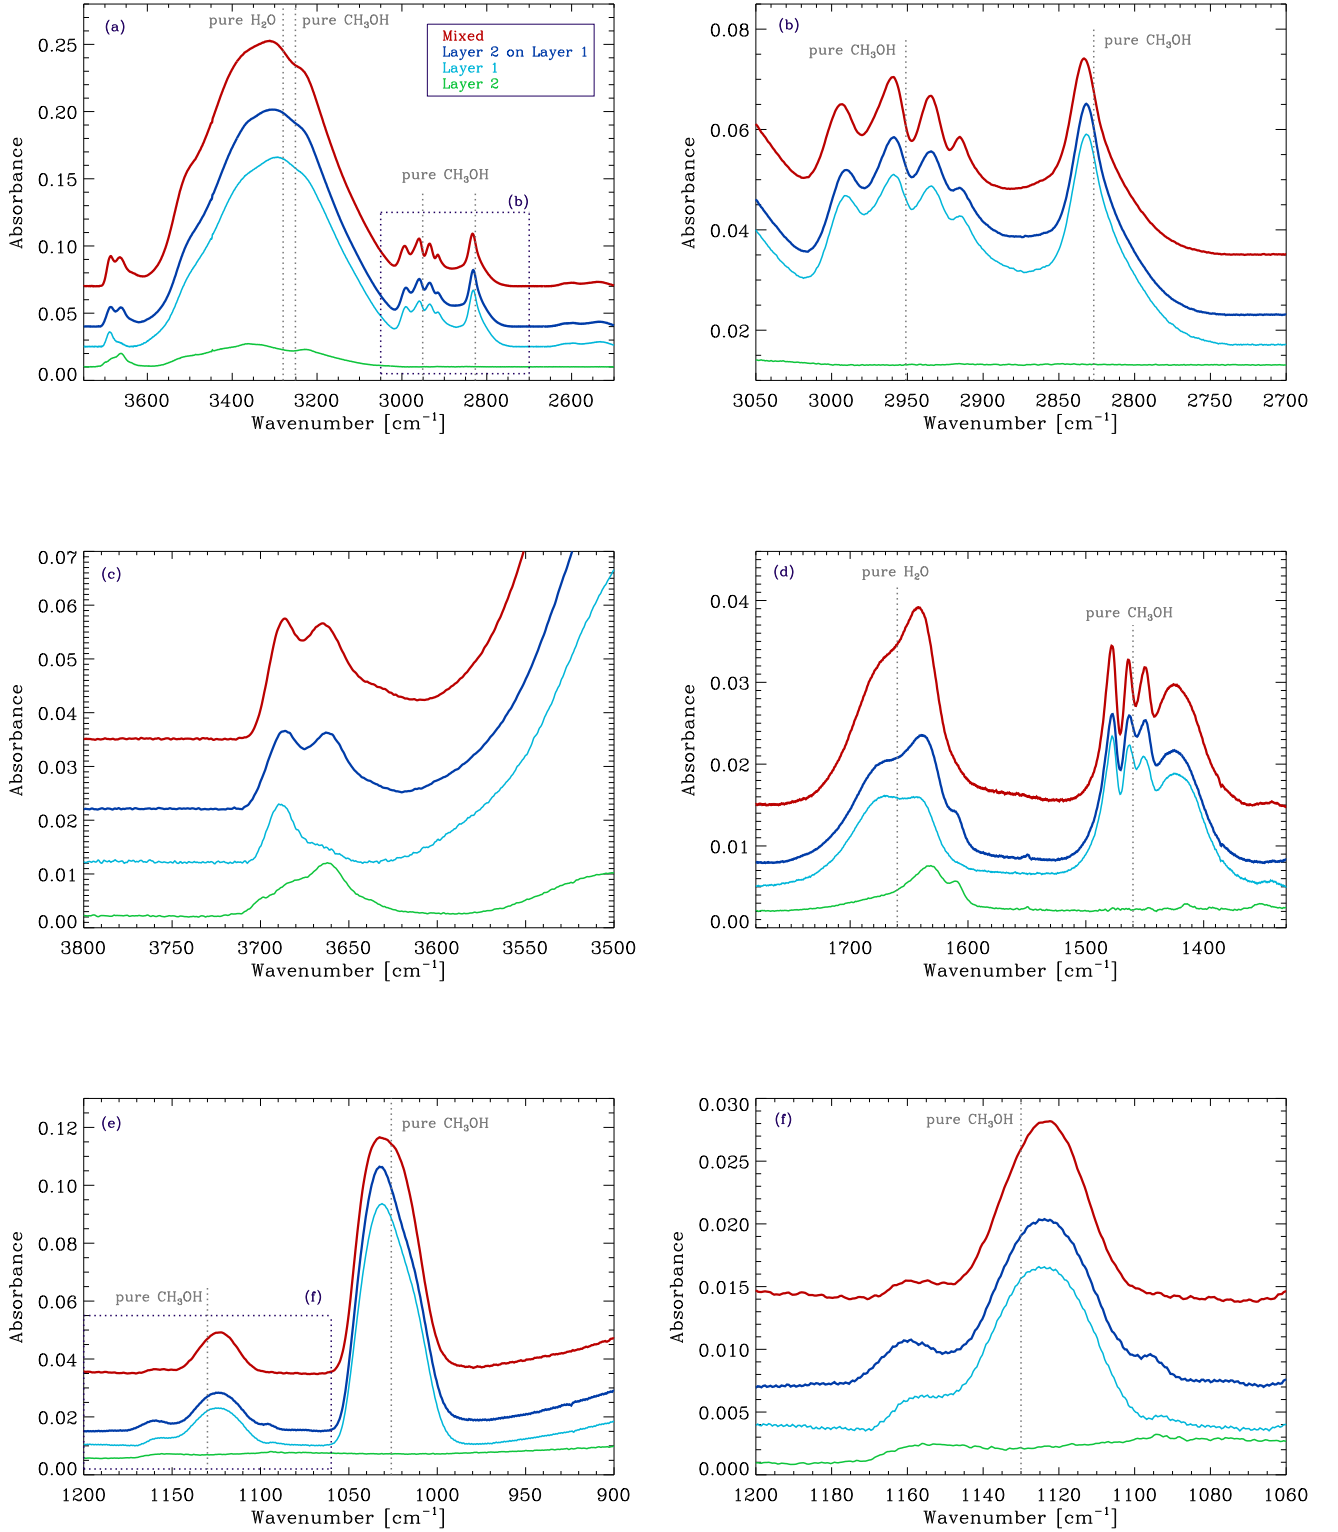 (a)
pure H₂O
pure CH₃OH
Mixed
Layer 2 on Layer 1
Layer 1
Layer 2
pure CH₃OH
(b)
0.25
0.20
0.15
0.10
0.05
0.00
Absorbance
3600 3400 3200 3000 2800 2600
Wavenumber [cm⁻¹]
(b)
pure CH₃OH
pure CH₃OH
0.08
0.06
0.04
0.02
Absorbance
3050 3000 2950 2900 2850 2800 2750 2700
Wavenumber [cm⁻¹]
(c)
0.07
0.06
0.05
0.04
0.03
0.02
0.01
0.00
Absorbance
3800 3750 3700 3650 3600 3550 3500
Wavenumber [cm⁻¹]
(d)
pure H₂O
pure CH₃OH
0.04
0.03
0.02
0.01
0.00
Absorbance
1700 1600 1500 1400
Wavenumber [cm⁻¹]
(e)
pure CH₃OH
pure CH₃OH
(f)
0.12
0.10
0.08
0.06
0.04
0.02
0.00
Absorbance
1200 1150 1100 1050 1000 950 900
Wavenumber [cm⁻¹]
(f)
pure CH₃OH
0.030
0.025
0.020
0.015
0.010
0.005
0.000
Absorbance
1200 1180 1160 1140 1120 1100 1080 1060
Wavenumber [cm⁻¹]